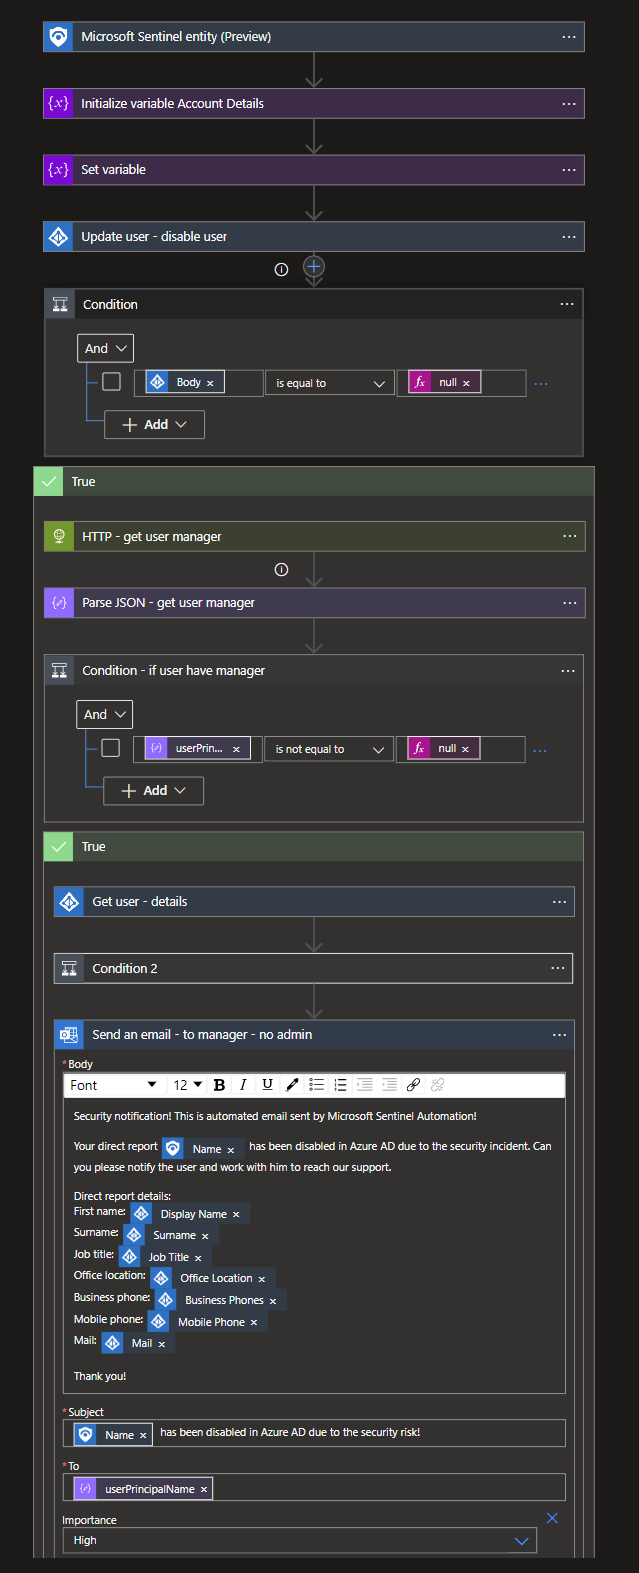 Microsoft Sentinel entity (Preview)
{x} Initialize variable Account Details
{x} Set variable
Update user - disable user
Condition
And
Body × is equal to fx null ×
+ Add
True
HTTP - get user manager
Parse JSON - get user manager
Condition - if user have manager
And
userPrin... × is not equal to fx null ×
+ Add
True
Get user - details
Condition 2
Send an email - to manager - no admin
* Body
Font 12 B I U
Security notification! This is automated email sent by Microsoft Sentinel Automation!
Your direct report Name × has been disabled in Azure AD due to the security incident. Can
you please notify the user and work with him to reach our support.
Direct report details:
First name: Display Name ×
Surname: Surname ×
Job title: Job Title ×
Office location: Office Location ×
Business phone: Business Phones ×
Mobile phone: Mobile Phone ×
Mail: Mail ×
Thank you!
* Subject
Name × has been disabled in Azure AD due to the security risk!
* To
userPrincipalName ×
Importance
High